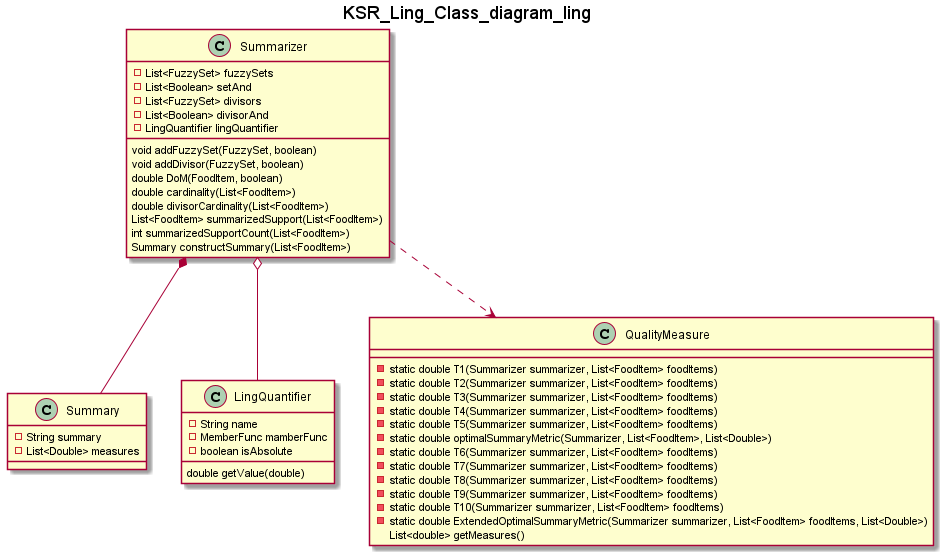 KSR_Ling_Class_diagram_ling
C Summarizer
List<FuzzySet> fuzzySets
List<Boolean> setAnd
List<FuzzySet> divisors
List<Boolean> divisorAnd
LingQuantifier lingQuantifier
void addFuzzySet(FuzzySet, boolean)
void addDivisor(FuzzySet, boolean)
double DoM(FoodItem, boolean)
double cardinality(List<FoodItem>)
double divisorCardinality(List<FoodItem>)
List<FoodItem> summarizedSupport(List<FoodItem>)
int summarizedSupportCount(List<FoodItem>)
Summary constructSummary(List<FoodItem>)
C Summary
String summary
List<Double> measures
C LingQuantifier
String name
MemberFunc mamberFunc
boolean isAbsolute
double getValue(double)
C QualityMeasure
static double T1(Summarizer summarizer, List<FoodItem> foodItems)
static double T2(Summarizer summarizer, List<FoodItem> foodItems)
static double T3(Summarizer summarizer, List<FoodItem> foodItems)
static double T4(Summarizer summarizer, List<FoodItem> foodItems)
static double T5(Summarizer summarizer, List<FoodItem> foodItems)
static double optimalSummaryMetric(Summarizer, List<FoodItem>, List<Double>)
static double T6(Summarizer summarizer, List<FoodItem> foodItems)
static double T7(Summarizer summarizer, List<FoodItem> foodItems)
static double T8(Summarizer summarizer, List<FoodItem> foodItems)
static double T9(Summarizer summarizer, List<FoodItem> foodItems)
static double T10(Summarizer summarizer, List<FoodItem> foodItems)
static double ExtendedOptimalSummaryMetric(Summarizer summarizer, List<FoodItem> foodItems, List<Double>)
List<double> getMeasures()